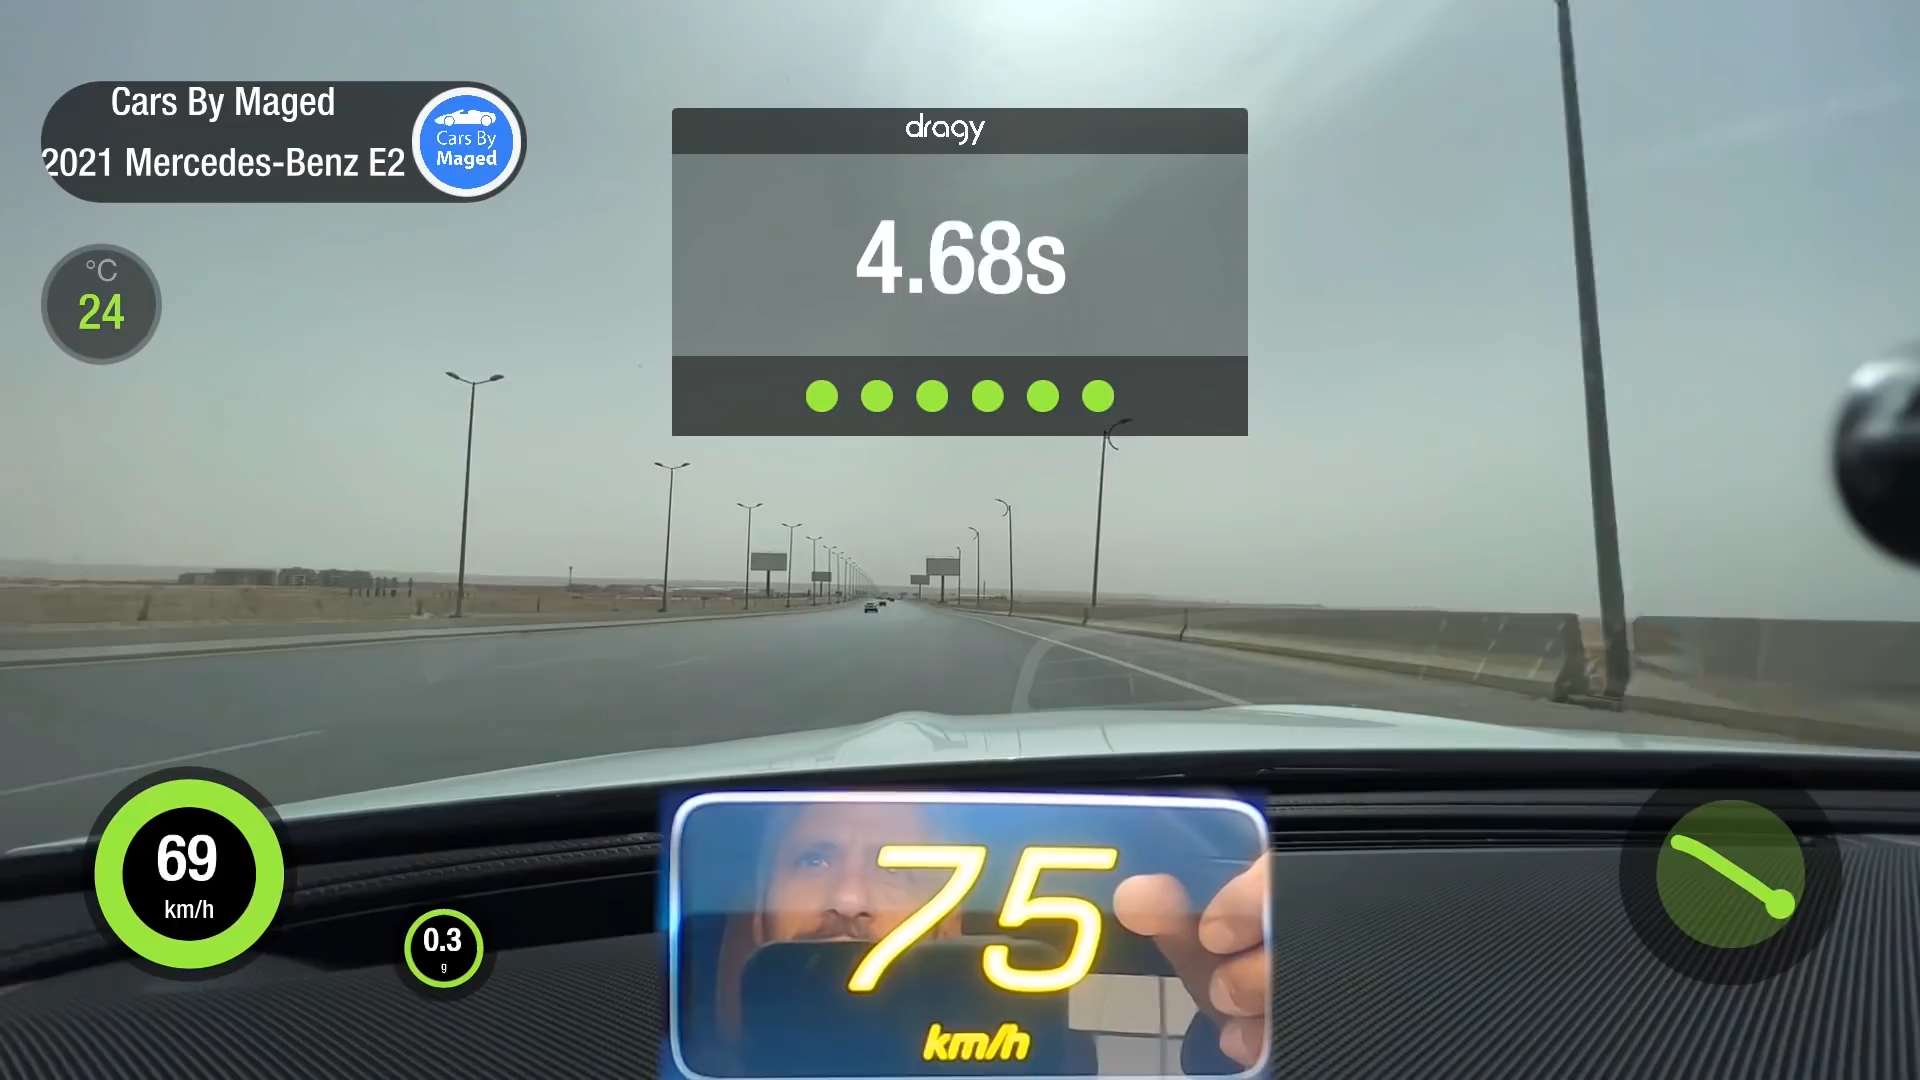 Cars By Maged
2021 Mercedes-Benz E2
Cars By
Maged
dragy
4.68s
°C
24
69
km/h
0.3
g
75
km/h